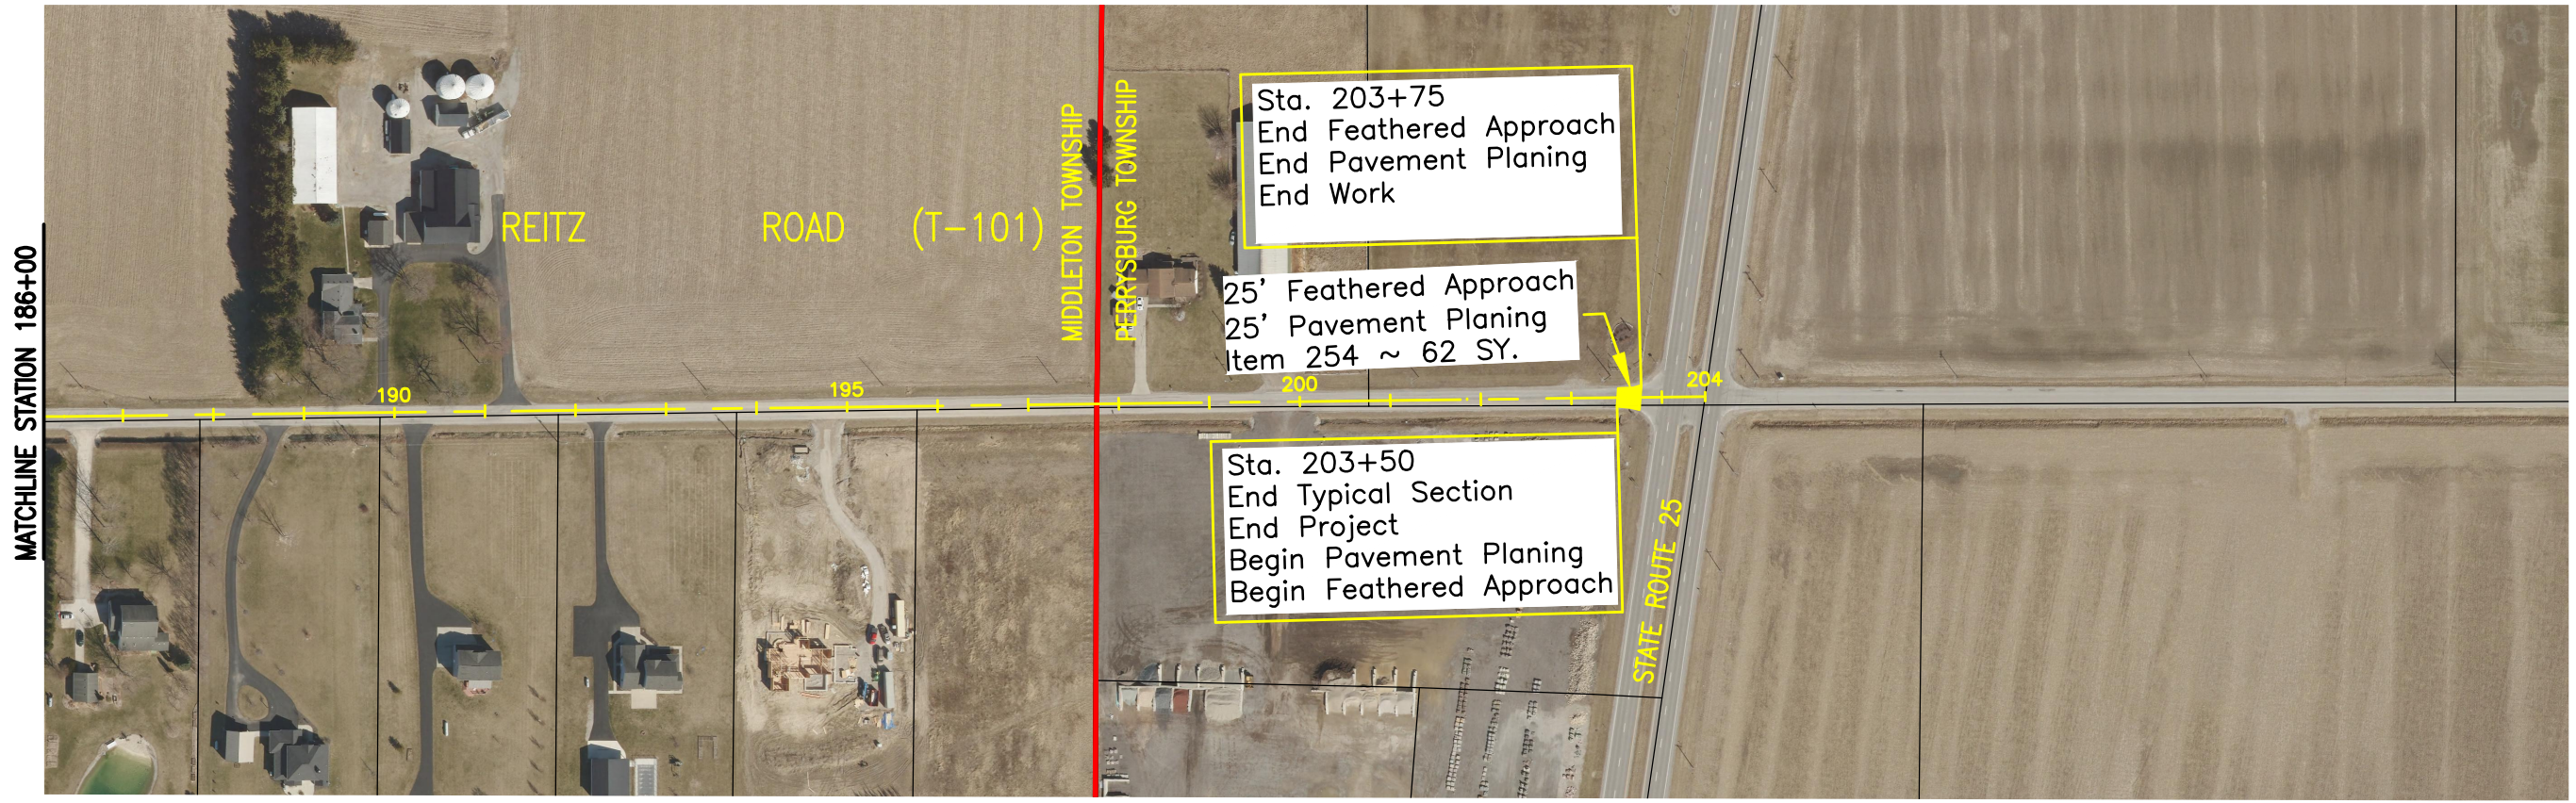 MATCHLINE STATION 186+00
REITZ ROAD (T-101)
MIDDLETON TOWNSHIP
PERRYSBURG TOWNSHIP
Sta. 203+75
End Feathered Approach
End Pavement Planing
End Work
25' Feathered Approach
25' Pavement Planing
Item 254 ~ 62 SY.
190
195
200
204
Sta. 203+50
End Typical Section
End Project
Begin Pavement Planing
Begin Feathered Approach
STATE ROUTE 25